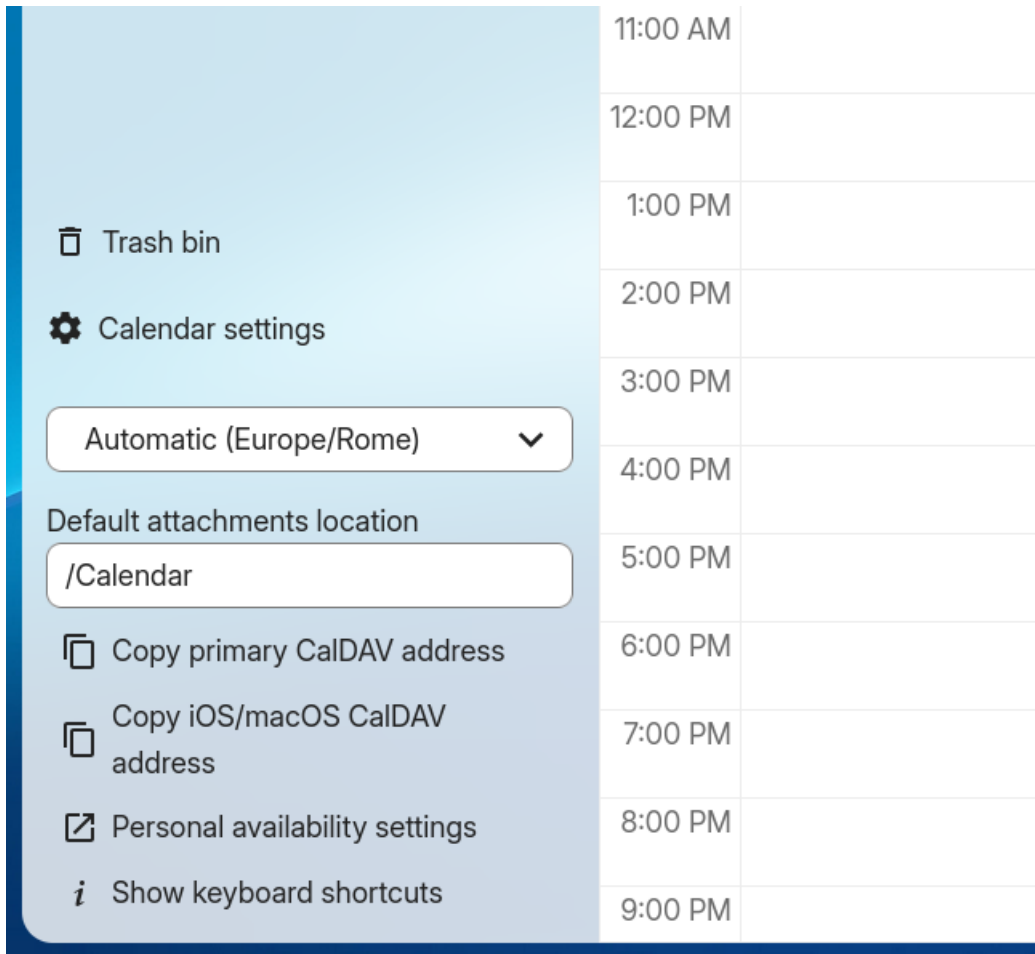 Trash bin
Calendar settings
Automatic (Europe/Rome)
Default attachments location
/Calendar
Copy primary CalDAV address
Copy iOS/macOS CalDAV
address
Personal availability settings
i Show keyboard shortcuts
11:00 AM
12:00 PM
1:00 PM
2:00 PM
3:00 PM
4:00 PM
5:00 PM
6:00 PM
7:00 PM
8:00 PM
9:00 PM